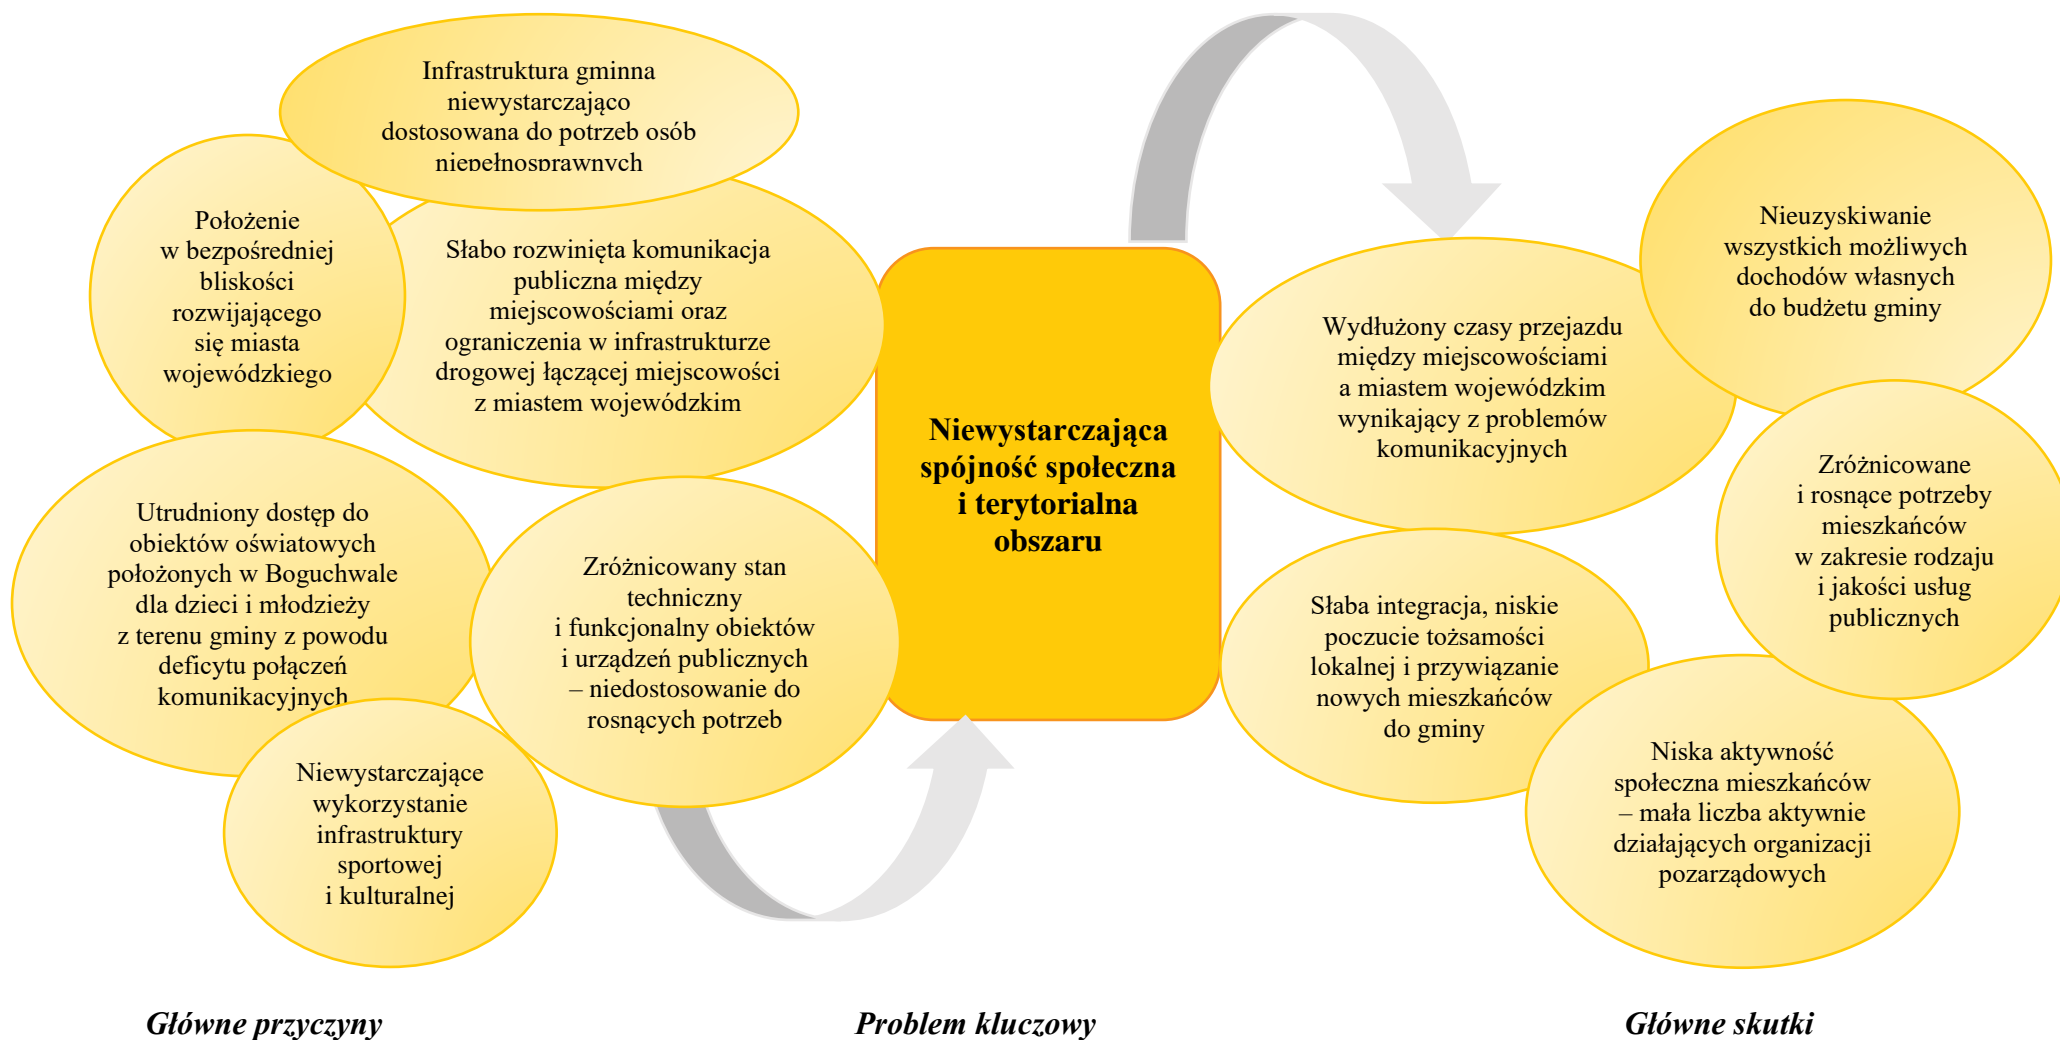 Infrastruktura gminna
niewystarczająco
dostosowana do potrzeb osób
niepełnosprawnych
Położenie
w bezpośredniej
bliskości
rozwijającego
się miasta
wojewódzkiego
Słabo rozwinięta komunikacja
publiczna między
miejscowościami oraz
ograniczenia w infrastrukturze
drogowej łączącej miejscowości
z miastem wojewódzkim
Utrudniony dostęp do
obiektów oświatowych
położonych w Boguchwale
dla dzieci i młodzieży
z terenu gminy z powodu
deficytu połączeń
komunikacyjnych
Zróżnicowany stan
techniczny
i funkcjonalny obiektów
i urządzeń publicznych
– niedostosowanie do
rosnących potrzeb
Niewystarczające
wykorzystanie
infrastruktury
sportowej
i kulturalnej
Niewystarczająca
spójność społeczna
i terytorialna
obszaru
Wydłużony czasy przejazdu
między miejscowościami
a miastem wojewódzkim
wynikający z problemów
komunikacyjnych
Nieuzyskiwanie
wszystkich możliwych
dochodów własnych
do budżetu gminy
Zróżnicowane
i rosnące potrzeby
mieszkańców
w zakresie rodzaju
i jakości usług
publicznych
Słaba integracja, niskie
poczucie tożsamości
lokalnej i przywiązanie
nowych mieszkańców
do gminy
Niska aktywność
społeczna mieszkańców
– mała liczba aktywnie
działających organizacji
pozarządowych
Główne przyczyny
Problem kluczowy
Główne skutki